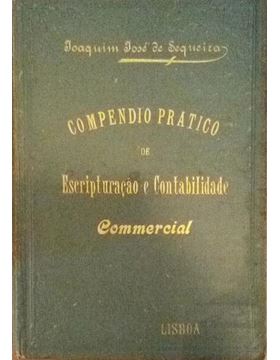 Joaquim José de Sequeira
COMPENDIO PRATICO
DE
Escripturação e Contabilidade
Commercial
LISBOA